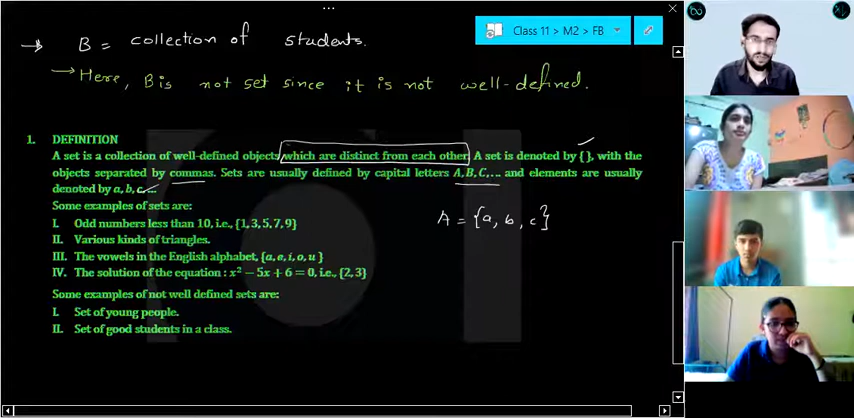 Class 11 > M2 > FB
→ B = collection of students.
→ Here, B is not set since it is not well-defined.
1. DEFINITION
A set is a collection of well-defined objects which are distinct from each other. A set is denoted by { }, with the
objects separated by commas. Sets are usually defined by capital letters A, B, C,... and elements are usually
denoted by a, b, c...
Some examples of sets are:
I. Odd numbers less than 10, i.e., {1, 3, 5, 7, 9}
II. Various kinds of triangles.
III. The vowels in the English alphabet, {a, e, i, o, u}
IV. The solution of the equation : x² − 5x + 6 = 0, i.e., {2, 3}
A = {a, b, c}
Some examples of not well defined sets are:
I. Set of young people.
II. Set of good students in a class.